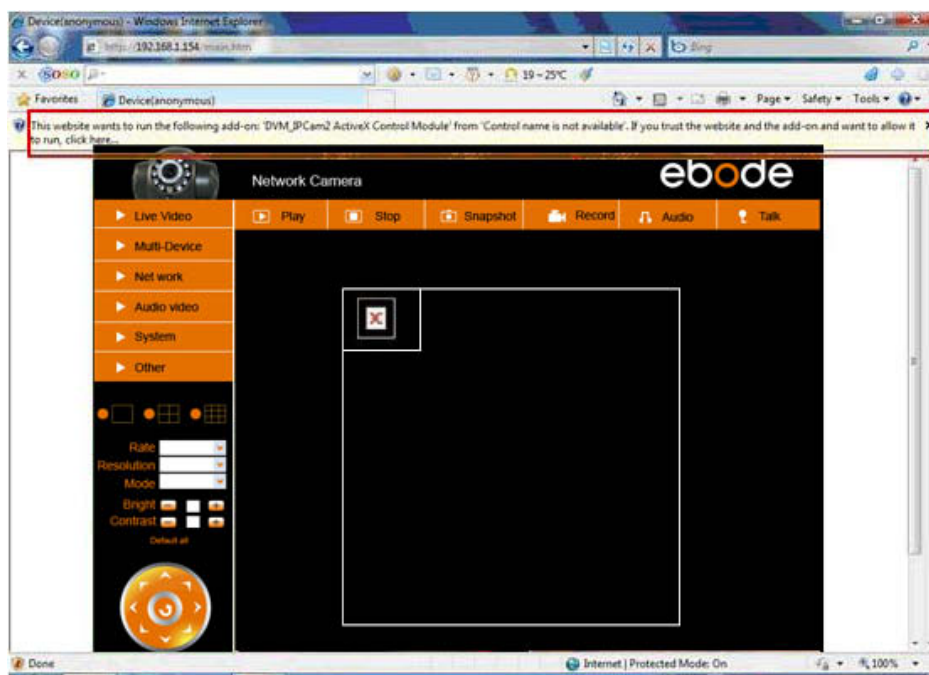 Device(anonymous) - Windows Internet Explorer
http://192.168.1.154/main.htm
Bing
SOSO
19~25℃
Favorites
Device(anonymous)
Page
Safety
Tools
This website wants to run the following add-on: 'DVM_IPCam2 ActiveX Control Module' from 'Control name is not available'. If you trust the website and the add-on and want to allow it
to run, click here...
Network Camera
ebode
Live Video
Play
Stop
Snapshot
Record
Audio
Talk
Multi-Device
Net work
Audio video
System
Other
Rate
Resolution
Mode
Bright
Contrast
Default all
Done
Internet | Protected Mode: On
100%